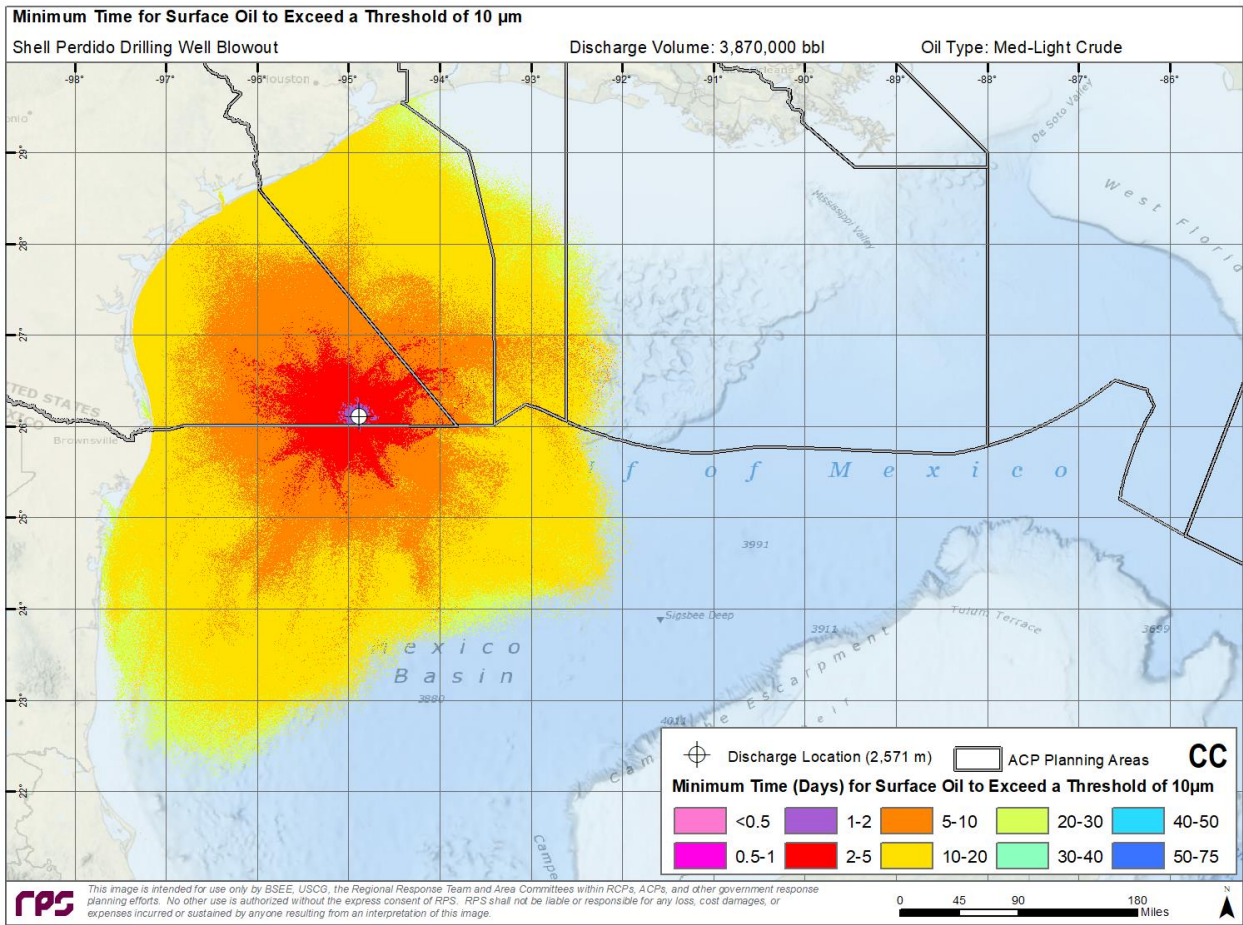 Minimum Time for Surface Oil to Exceed a Threshold of 10 µm
Shell Perdido Drilling Well Blowout Discharge Volume: 3,870,000 bbl Oil Type: Med-Light Crude
-98° -97° -96° -95° -94° -93° -92° -91° -90° -89° -88° -87° -86°
Houston
De Soto Valley
29°
West Florida
Mississippi Valley
28°
27°
UNITED STATES
MEXICO
26°
Brownsville
lf of Mexico
25°
3991
24°
Sigsbee Deep
Tulum Terrace
3911
3699
Mexico
Basin
3880
23°
4011
Campeche Escarpment
22°
Campe
Discharge Location (2,571 m) ACP Planning Areas CC
Minimum Time (Days) for Surface Oil to Exceed a Threshold of 10µm
<0.5 1-2 5-10 20-30 40-50
0.5-1 2-5 10-20 30-40 50-75
RPS
This image is intended for use only by BSEE, USCG, the Regional Response Team and Area Committees within RCPs, ACPs, and other government response
planning efforts. No other use is authorized without the express consent of RPS. RPS shall not be liable or responsible for any loss, cost damages, or
expenses incurred or sustained by anyone resulting from an interpretation of this image.
0 45 90 180
Miles
N